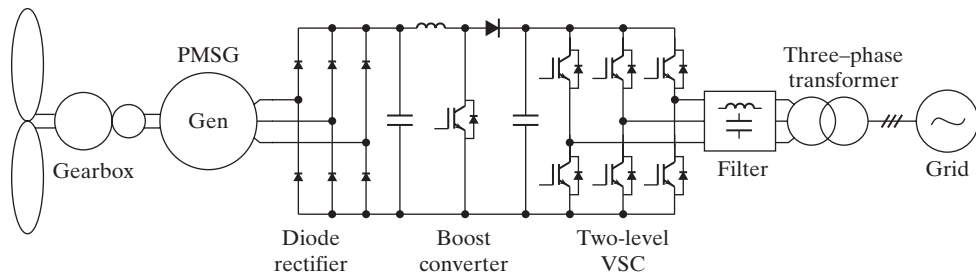 PMSG
Three–phase
transformer
Gen
Gearbox
Filter
Grid
Diode
rectifier
Boost
converter
Two-level
VSC